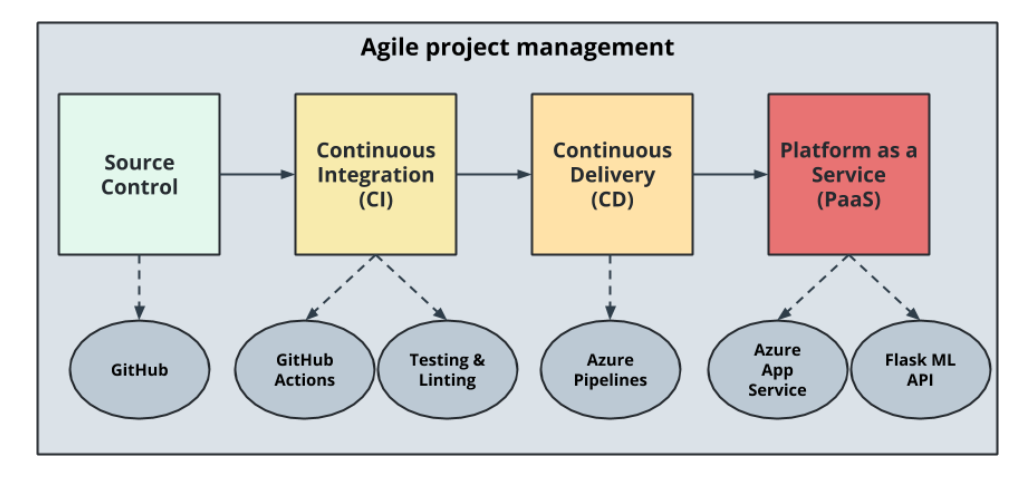 Agile project management
Source
Control
Continuous
Integration
(CI)
Continuous
Delivery
(CD)
Platform as a
Service
(PaaS)
GitHub
GitHub
Actions
Testing &
Linting
Azure
Pipelines
Azure
App
Service
Flask ML
API